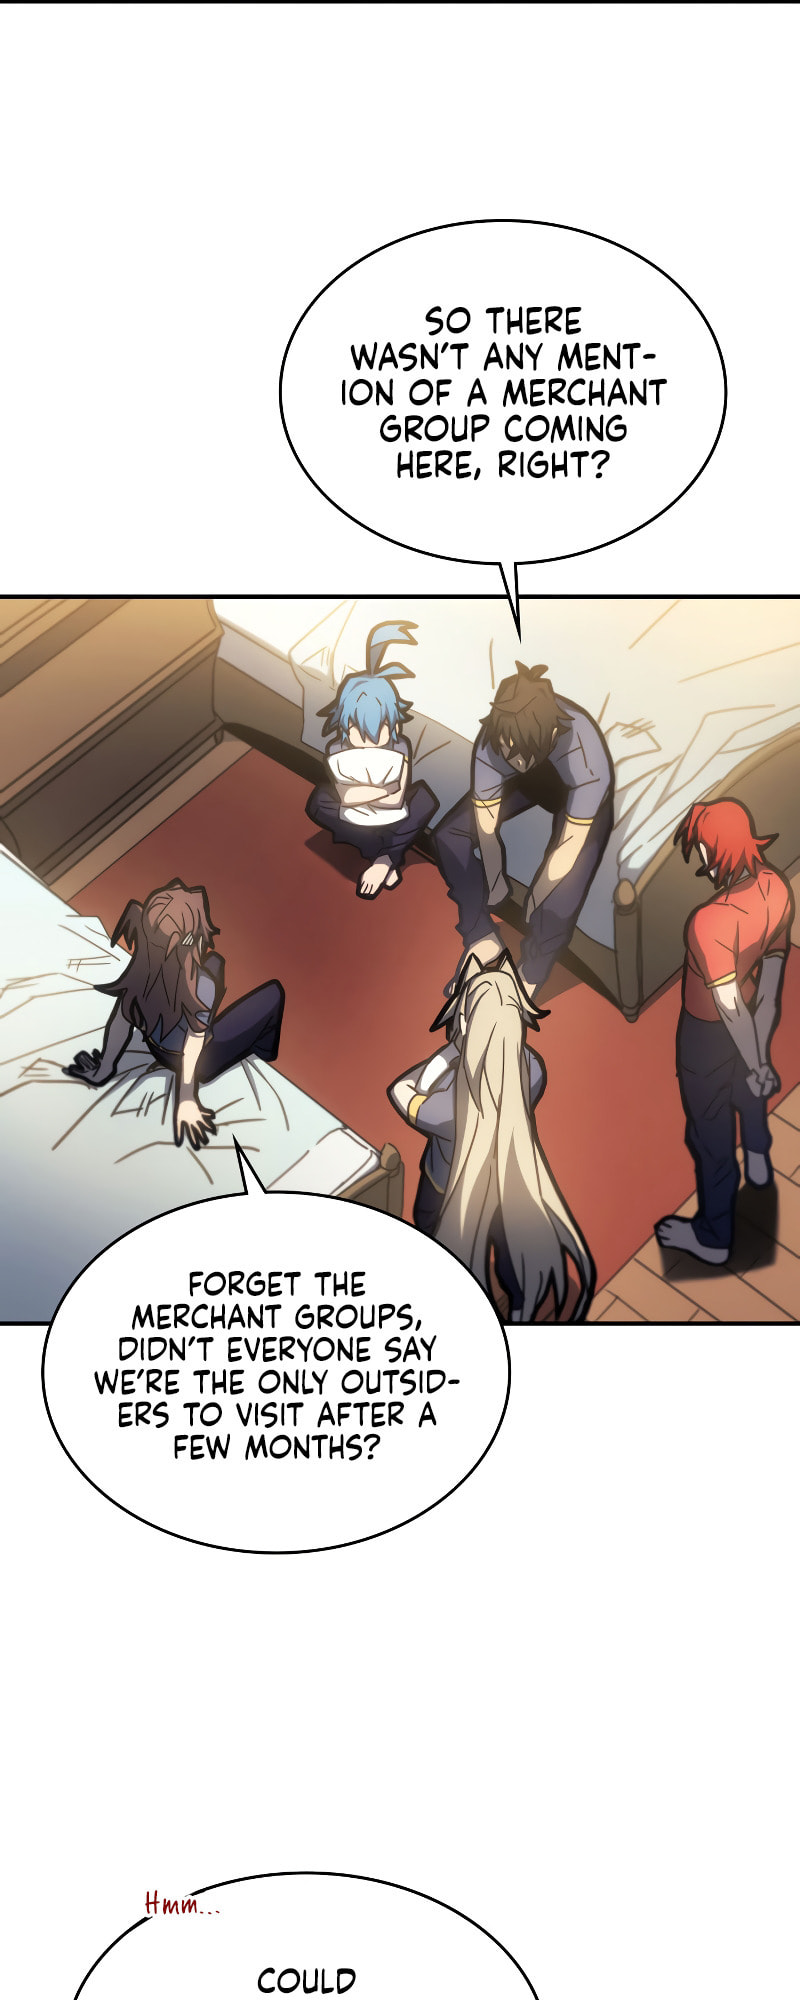 SO THERE
WASN'T ANY MENT-
ION OF A MERCHANT
GROUP COMING
HERE, RIGHT?
FORGET THE
MERCHANT GROUPS,
DIDN'T EVERYONE SAY
WE'RE THE ONLY OUTSID-
ERS TO VISIT AFTER A
FEW MONTHS?
Hmm...
COULD